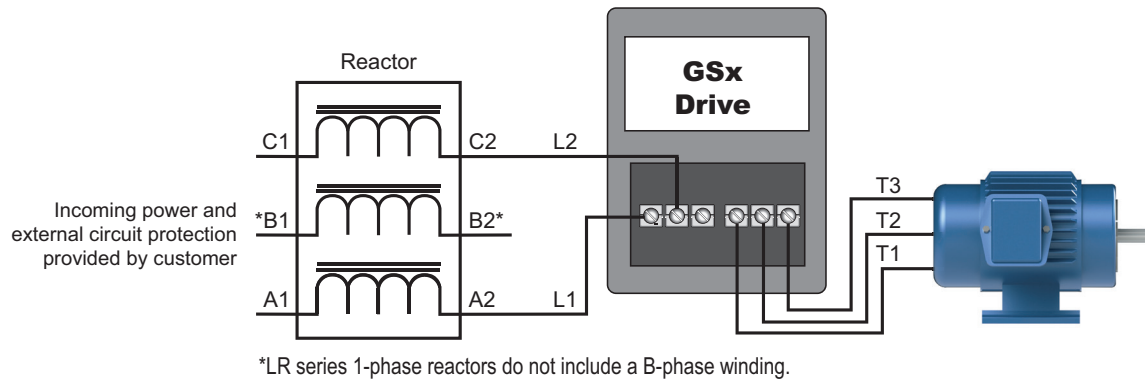 Reactor
GSx
Drive
C1
C2
L2
*B1
B2*
Incoming power and
external circuit protection
provided by customer
A1
A2
L1
T3
T2
T1
*LR series 1-phase reactors do not include a B-phase winding.